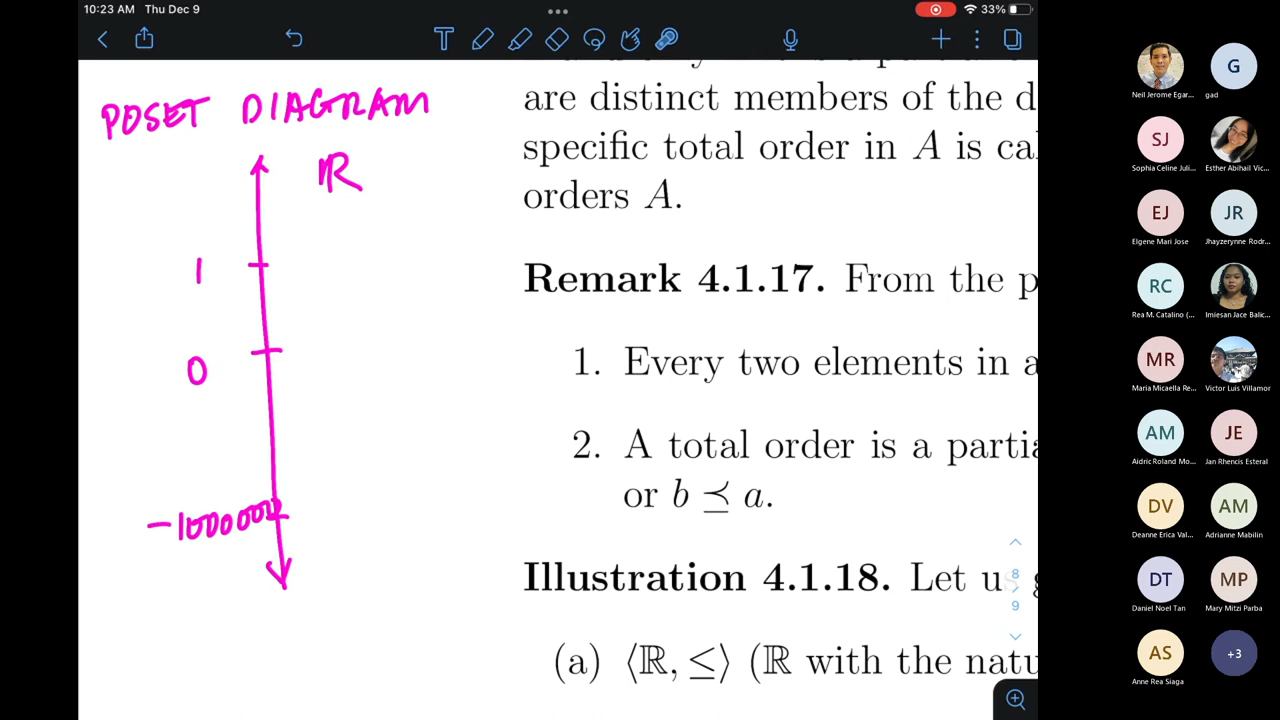 10:23 AM Thu Dec 9
33%
POSET DIAGRAM
ℝ
1
0
-1000000
are distinct members of the d
specific total order in A is ca
orders A.
Remark 4.1.17. From the p
1. Every two elements in a
2. A total order is a partia
or b ⪯ a.
Illustration 4.1.18. Let us g
(a) ⟨ℝ, ≤⟩ (ℝ with the natu
8
9
Neil Jerome Egar...
G
gad
SJ
Sophia Celine Juli...
Esther Abihail Vic...
EJ
Elgene Mari Jose
JR
Jhayzerynne Rodr...
RC
Rea M. Catalino (...
Imiesan Jace Balic...
MR
Maria Micaella Re...
Victor Luis Villamor
AM
Aidric Roland Mo...
JE
Jan Rhencis Esteral
DV
Deanne Erica Val...
AM
Adrianne Mabilin
DT
Daniel Noel Tan
MP
Mary Mitzi Parba
AS
Anne Rea Siaga
+3